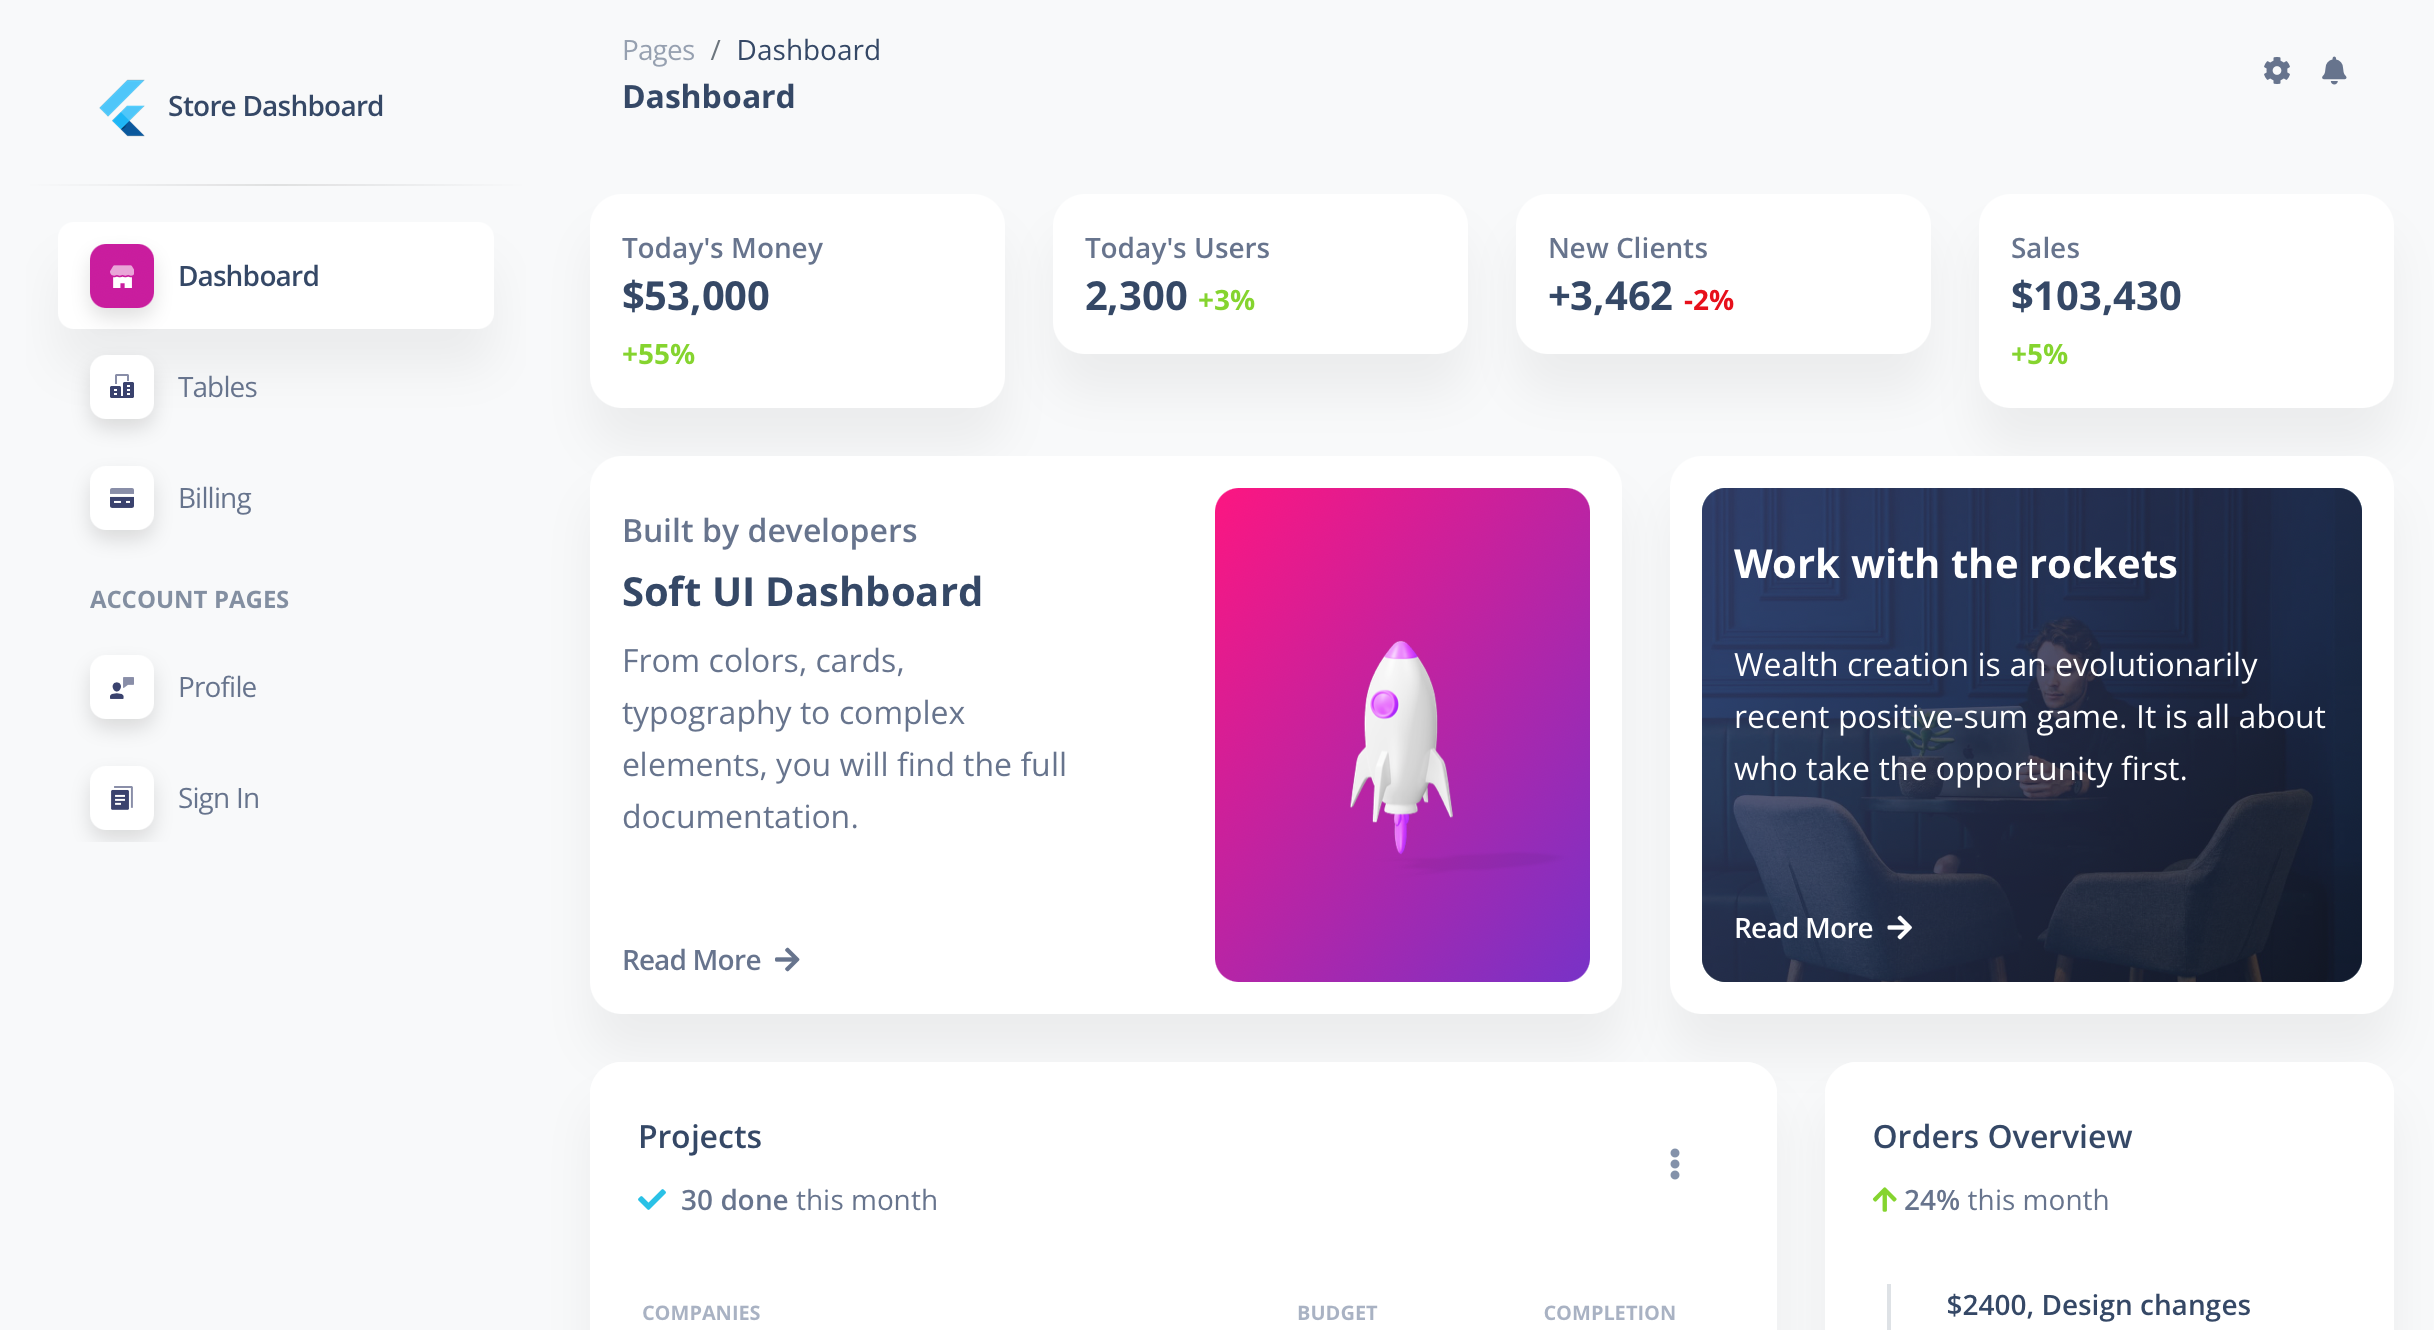 Store Dashboard
Dashboard
Tables
Billing
ACCOUNT PAGES
Profile
Sign In
Pages / Dashboard
Dashboard
Today's Money
$53,000
+55%
Today's Users
2,300 +3%
New Clients
+3,462 -2%
Sales
$103,430
+5%
Built by developers
Soft UI Dashboard
From colors, cards,
typography to complex
elements, you will find the full
documentation.
Read More
Work with the rockets
Wealth creation is an evolutionarily
recent positive-sum game. It is all about
who take the opportunity first.
Read More
Projects
30 done this month
COMPANIES BUDGET COMPLETION
Orders Overview
24% this month
$2400, Design changes